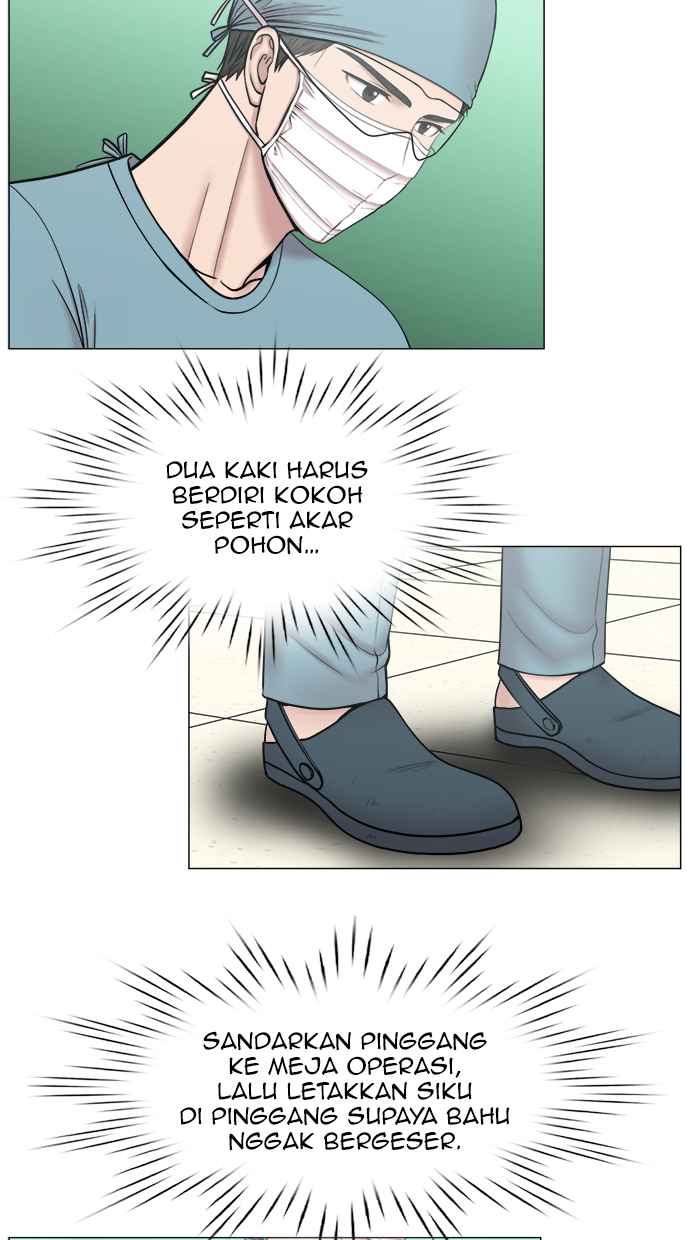 DUA KAKI HARUS
BERDIRI KOKOH
SEPERTI AKAR
POHON...
SANDARKAN PINGGANG
KE MEJA OPERASI,
LALU LETAKKAN SIKU
DI PINGGANG SUPAYA BAHU
NGGAK BERGESER.